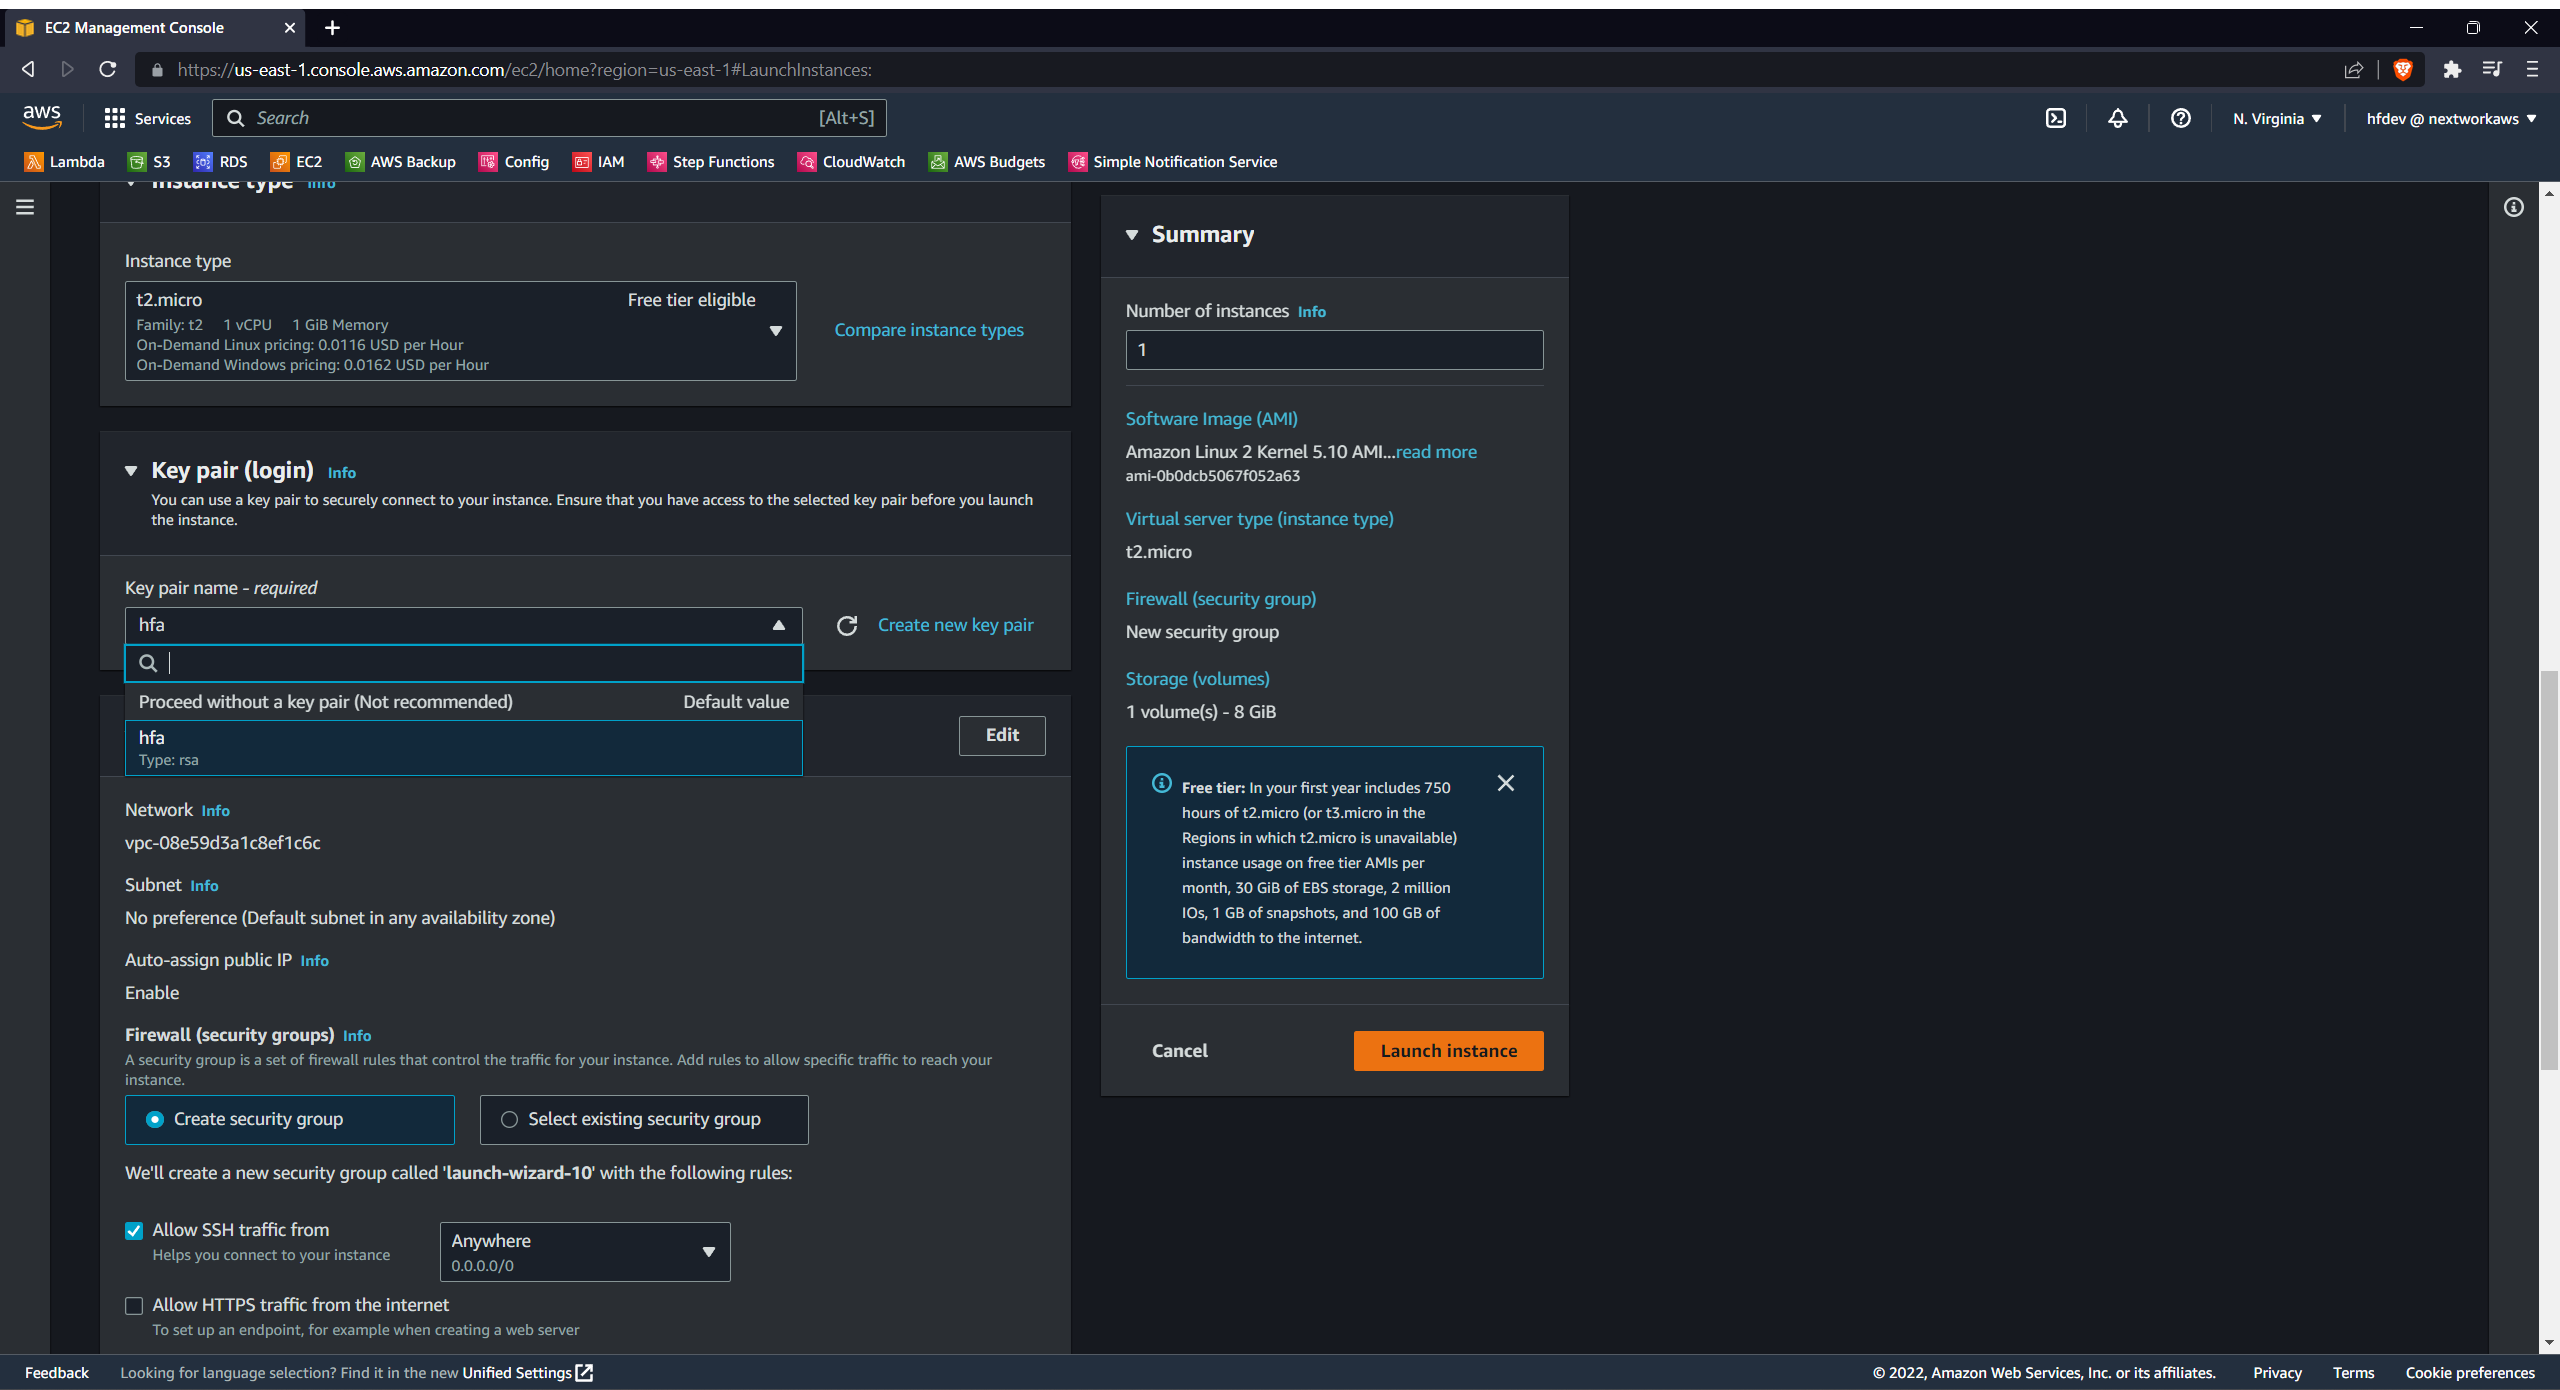 EC2 Management Console
https://us-east-1.console.aws.amazon.com/ec2/home?region=us-east-1#LaunchInstances:
aws Services Search [Alt+S] N. Virginia hfdev @ nextworkaws
Lambda S3 RDS EC2 AWS Backup Config IAM Step Functions CloudWatch AWS Budgets Simple Notification Service
Instance type Info
Instance type
t2.micro Free tier eligible
Family: t2 1 vCPU 1 GiB Memory
On-Demand Linux pricing: 0.0116 USD per Hour
On-Demand Windows pricing: 0.0162 USD per Hour
Compare instance types
Key pair (login) Info
You can use a key pair to securely connect to your instance. Ensure that you have access to the selected key pair before you launch
the instance.
Key pair name - required
hfa
Create new key pair
Proceed without a key pair (Not recommended) Default value
hfa
Type: rsa
Edit
Network Info
vpc-08e59d3a1c8ef1c6c
Subnet Info
No preference (Default subnet in any availability zone)
Auto-assign public IP Info
Enable
Firewall (security groups) Info
A security group is a set of firewall rules that control the traffic for your instance. Add rules to allow specific traffic to reach your
instance.
Create security group Select existing security group
We'll create a new security group called 'launch-wizard-10' with the following rules:
Allow SSH traffic from
Helps you connect to your instance
Anywhere
0.0.0.0/0
Allow HTTPS traffic from the internet
To set up an endpoint, for example when creating a web server
Summary
Number of instances Info
1
Software Image (AMI)
Amazon Linux 2 Kernel 5.10 AMI...read more
ami-0b0dcb5067f052a63
Virtual server type (instance type)
t2.micro
Firewall (security group)
New security group
Storage (volumes)
1 volume(s) - 8 GiB
Free tier: In your first year includes 750
hours of t2.micro (or t3.micro in the
Regions in which t2.micro is unavailable)
instance usage on free tier AMIs per
month, 30 GiB of EBS storage, 2 million
IOs, 1 GB of snapshots, and 100 GB of
bandwidth to the internet.
Cancel Launch instance
Feedback Looking for language selection? Find it in the new Unified Settings © 2022, Amazon Web Services, Inc. or its affiliates. Privacy Terms Cookie preferences